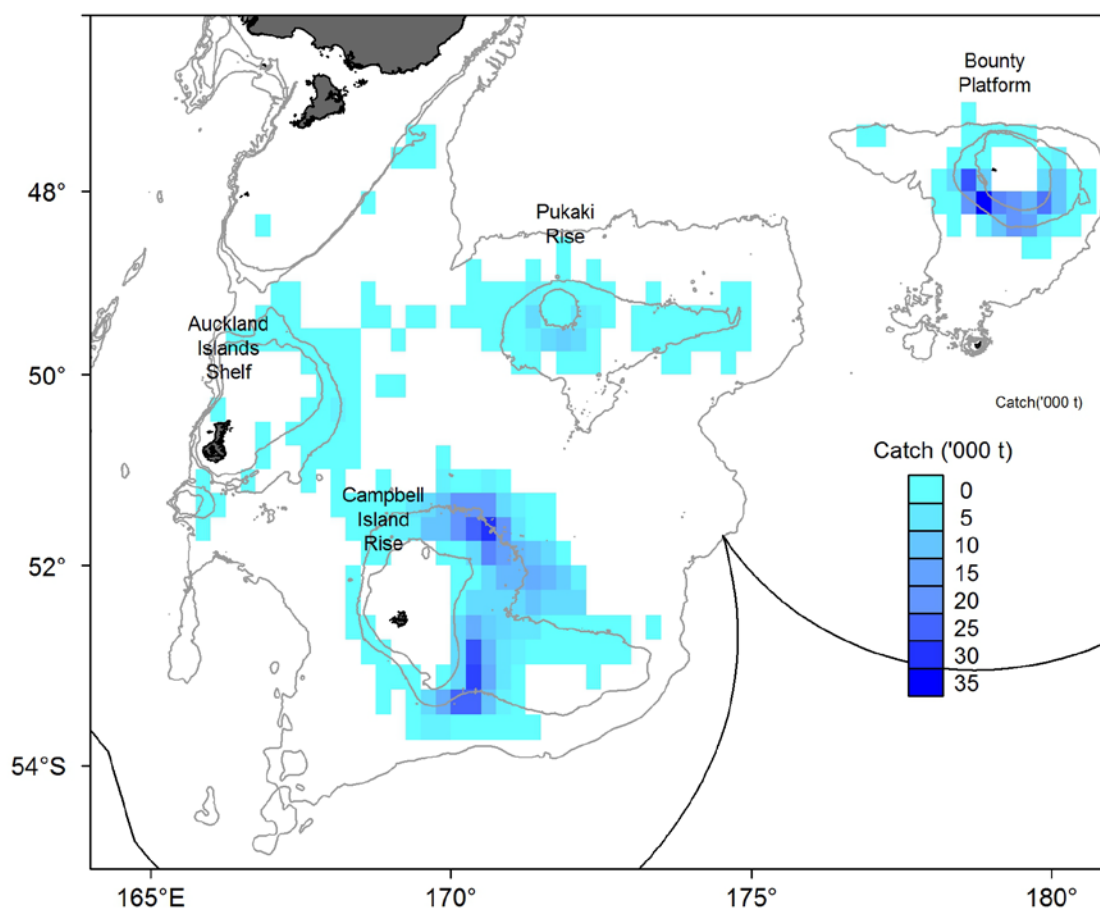 Bounty
Platform
48°
Pukaki
Rise
Auckland
Islands
Shelf
50°
Catch('000 t)
Catch ('000 t)
0
5
10
15
20
25
30
35
Campbell
Island
Rise
52°
54°S
165°E
170°
175°
180°